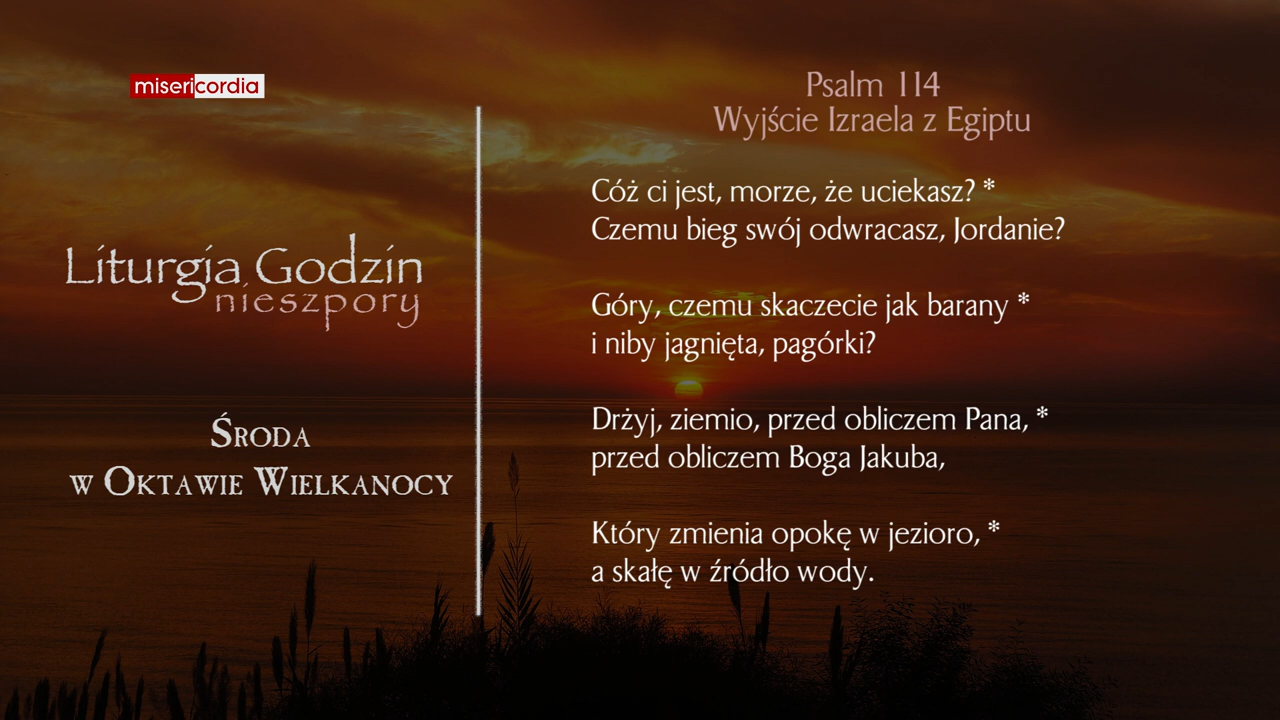 misericordia
Liturgia Godzin
nieszpory
Środa
w Oktawie Wielkanocy
Psalm 114
Wyjście Izraela z Egiptu
Cóż ci jest, morze, że uciekasz? *
Czemu bieg swój odwracasz, Jordanie?
Góry, czemu skaczecie jak barany *
i niby jagnięta, pagórki?
Drżyj, ziemio, przed obliczem Pana, *
przed obliczem Boga Jakuba,
Który zmienia opokę w jezioro, *
a skałę w źródło wody.